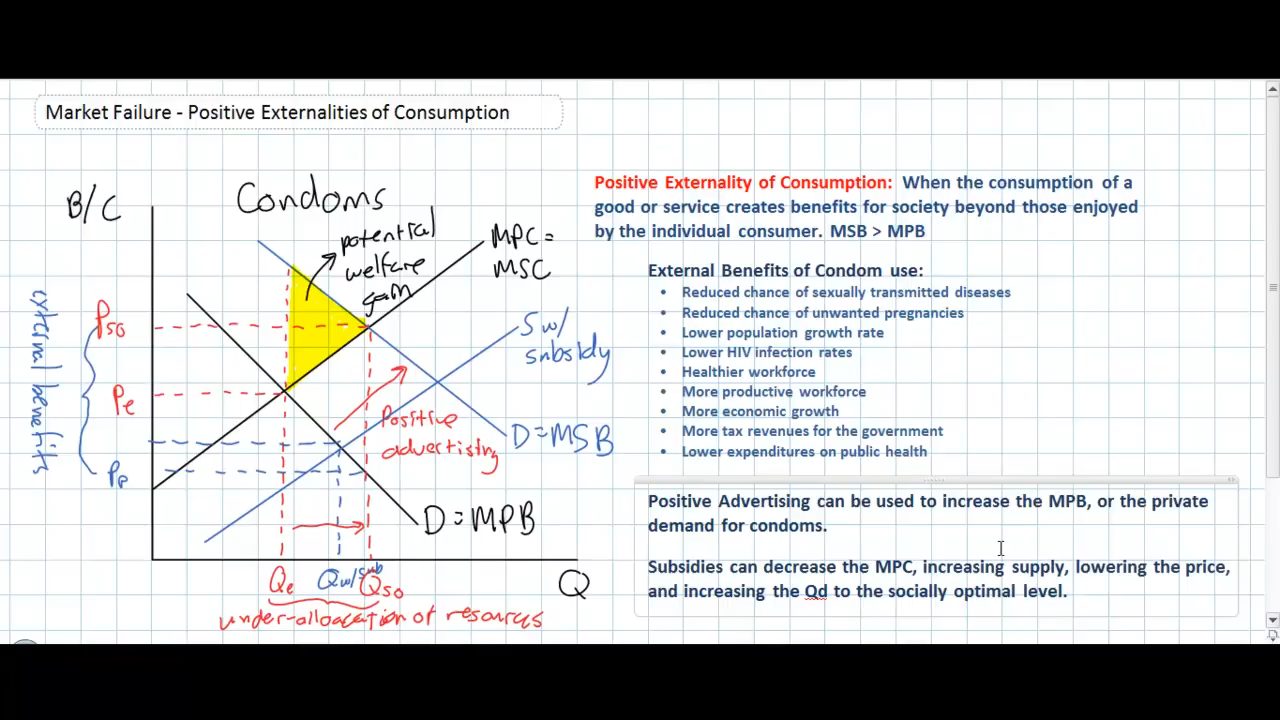 Market Failure - Positive Externalities of Consumption
B/C
Condoms
potential
welfare
gain
MPC =
MSC
Pso
Pe
Pp
external benefits
S w/
subsidy
Positive
advertising
D=MSB
D=MPB
Qe
Qw/sub
Qso
Q
under-allocation of resources
Positive Externality of Consumption: When the consumption of a
good or service creates benefits for society beyond those enjoyed
by the individual consumer. MSB > MPB
External Benefits of Condom use:
• Reduced chance of sexually transmitted diseases
• Reduced chance of unwanted pregnancies
• Lower population growth rate
• Lower HIV infection rates
• Healthier workforce
• More productive workforce
• More economic growth
• More tax revenues for the government
• Lower expenditures on public health
Positive Advertising can be used to increase the MPB, or the private
demand for condoms.
Subsidies can decrease the MPC, increasing supply, lowering the price,
and increasing the Qd to the socially optimal level.